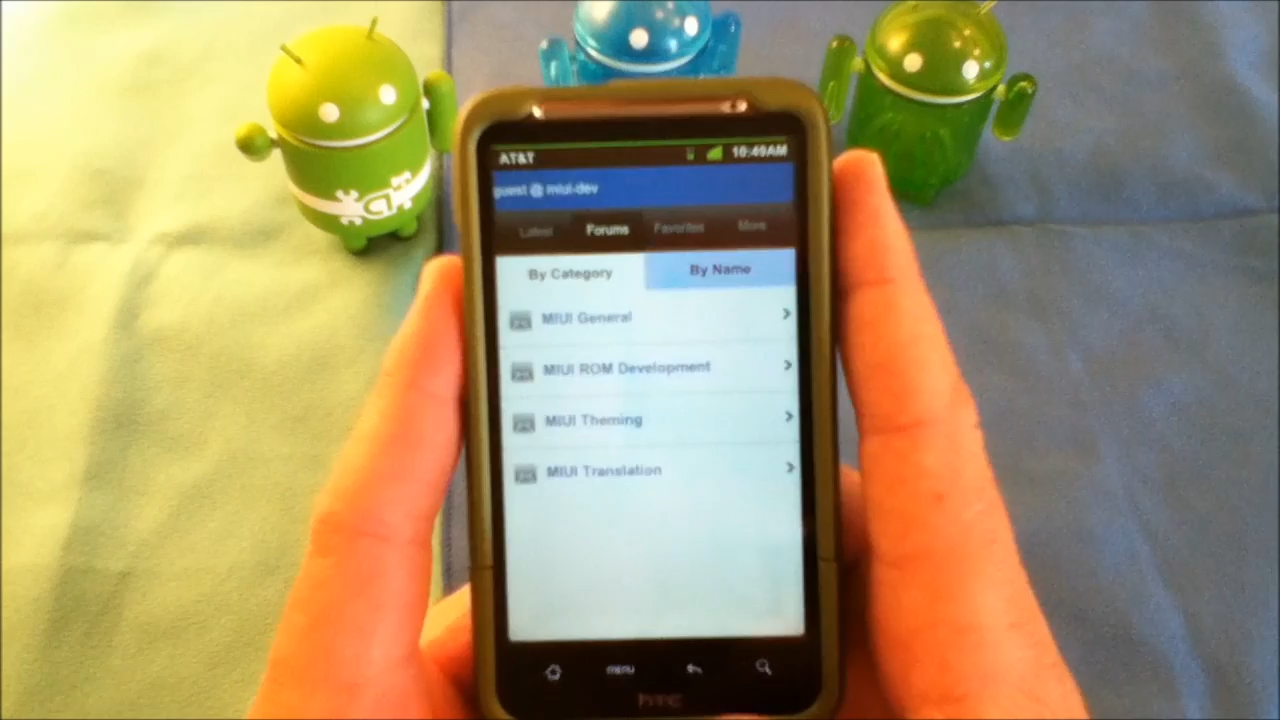 AT&T 10:49AM
guest @ miui-dev
Latest Forums Favorites More
By Category By Name
MIUI General
MIUI ROM Development
MIUI Theming
MIUI Translation
MENU
hTC